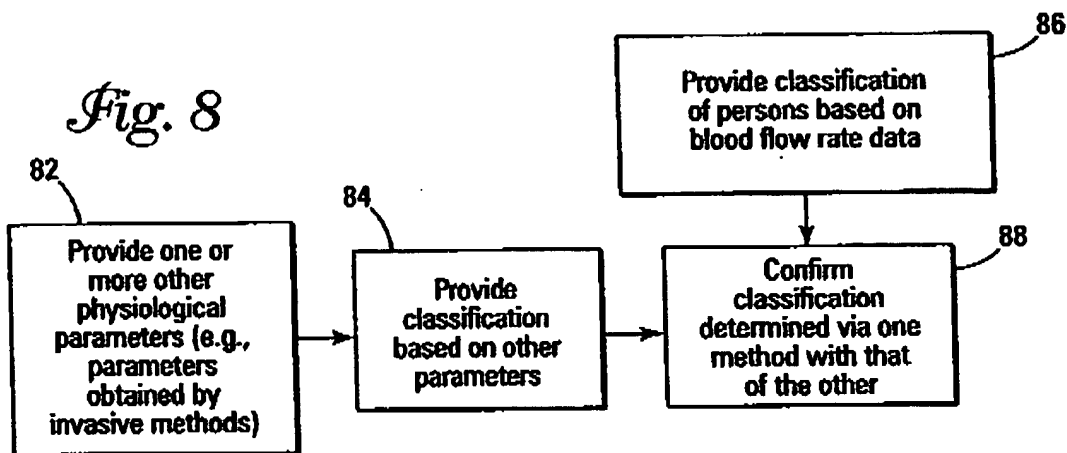 Fig. 8
86
Provide classification
of persons based on
blood flow rate data
82
Provide one or
more other
physiological
parameters (e.g.,
parameters
obtained by
invasive methods)
84
Provide
classification
based on other
parameters
88
Confirm
classification
determined via one
method with that
of the other